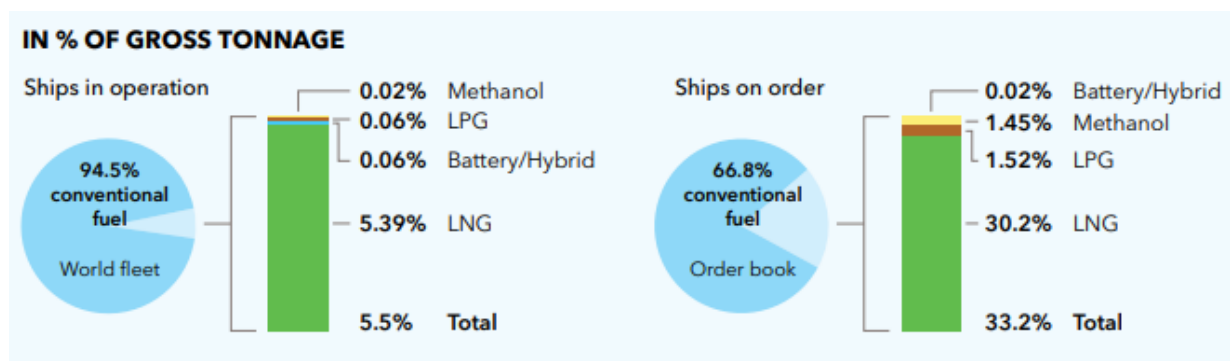 IN % OF GROSS TONNAGE
Ships in operation
94.5%
conventional
fuel
World fleet
0.02% Methanol
0.06% LPG
0.06% Battery/Hybrid
5.39% LNG
5.5% Total
Ships on order
66.8%
conventional
fuel
Order book
0.02% Battery/Hybrid
1.45% Methanol
1.52% LPG
30.2% LNG
33.2% Total